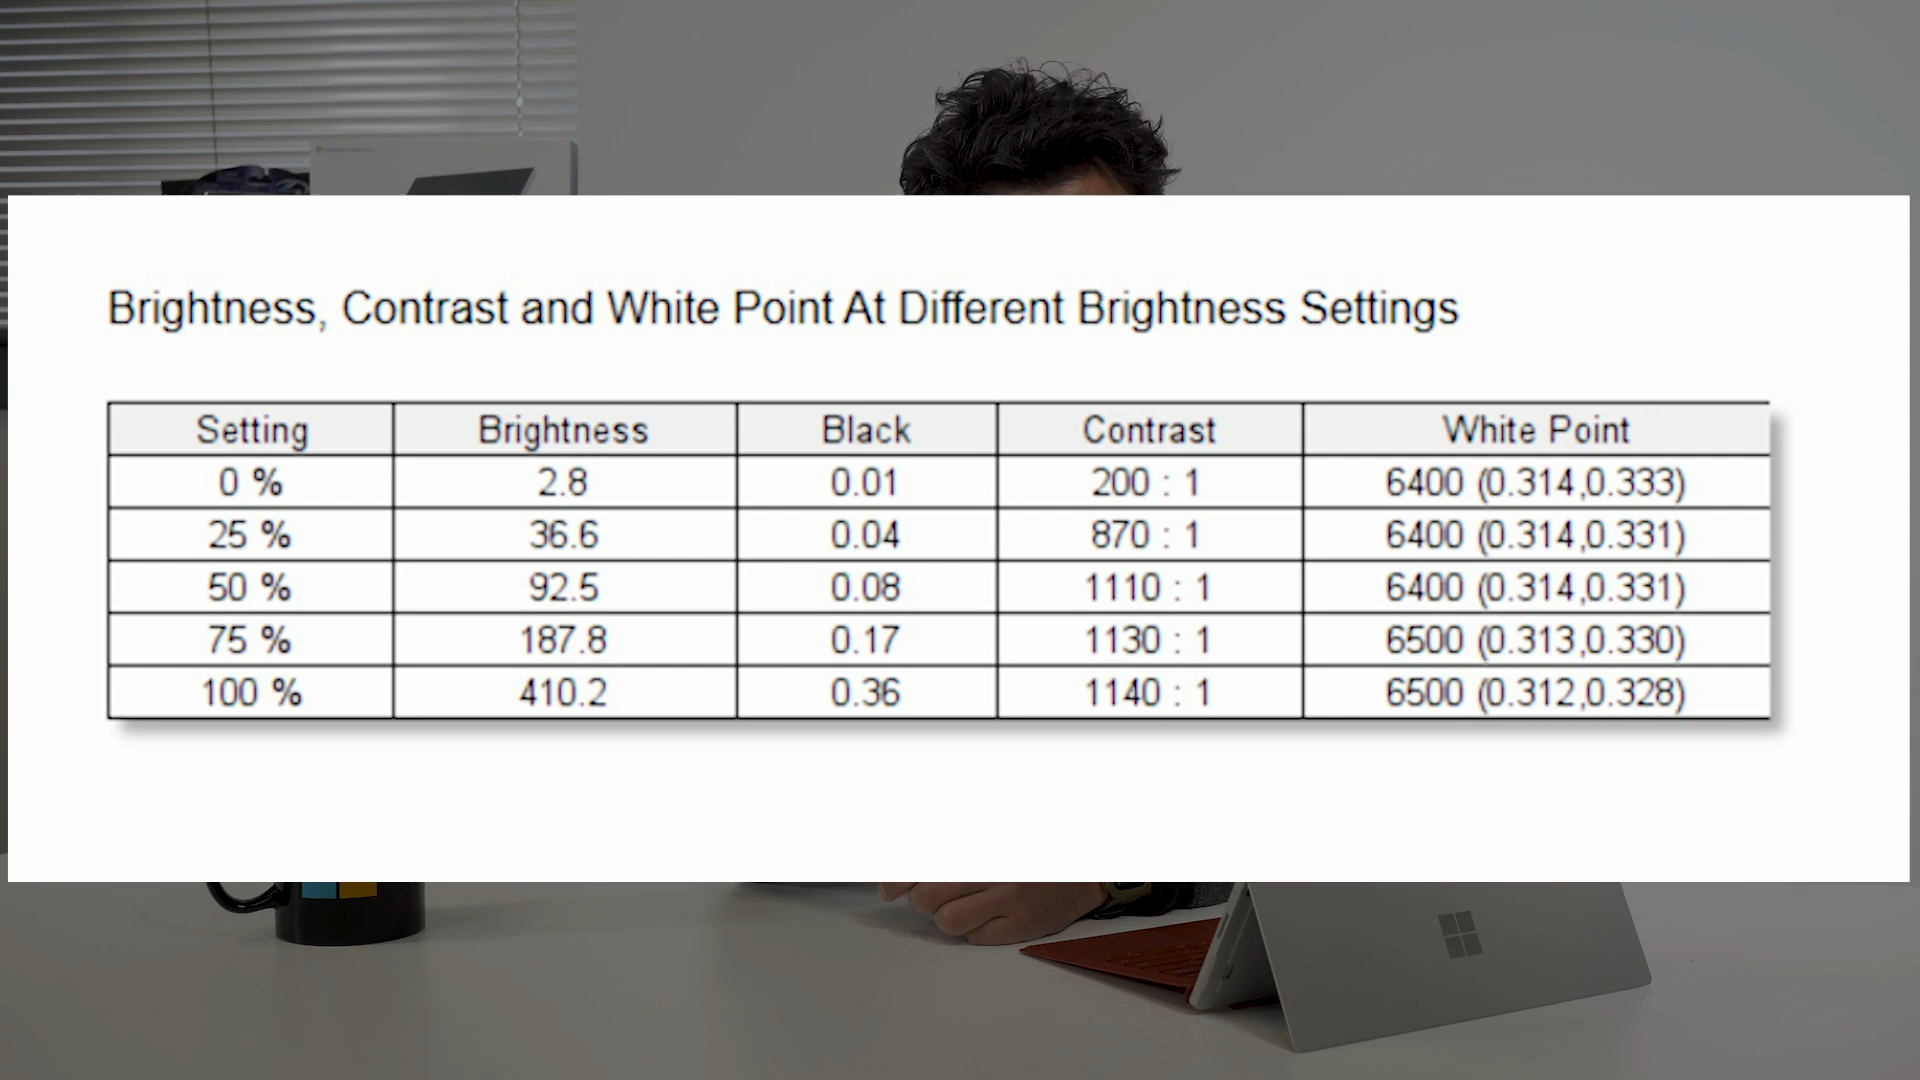 Brightness, Contrast and White Point At Different Brightness Settings
Setting Brightness Black Contrast White Point
0 % 2.8 0.01 200 : 1 6400 (0.314,0.333)
25 % 36.6 0.04 870 : 1 6400 (0.314,0.331)
50 % 92.5 0.08 1110 : 1 6400 (0.314,0.331)
75 % 187.8 0.17 1130 : 1 6500 (0.313,0.330)
100 % 410.2 0.36 1140 : 1 6500 (0.312,0.328)